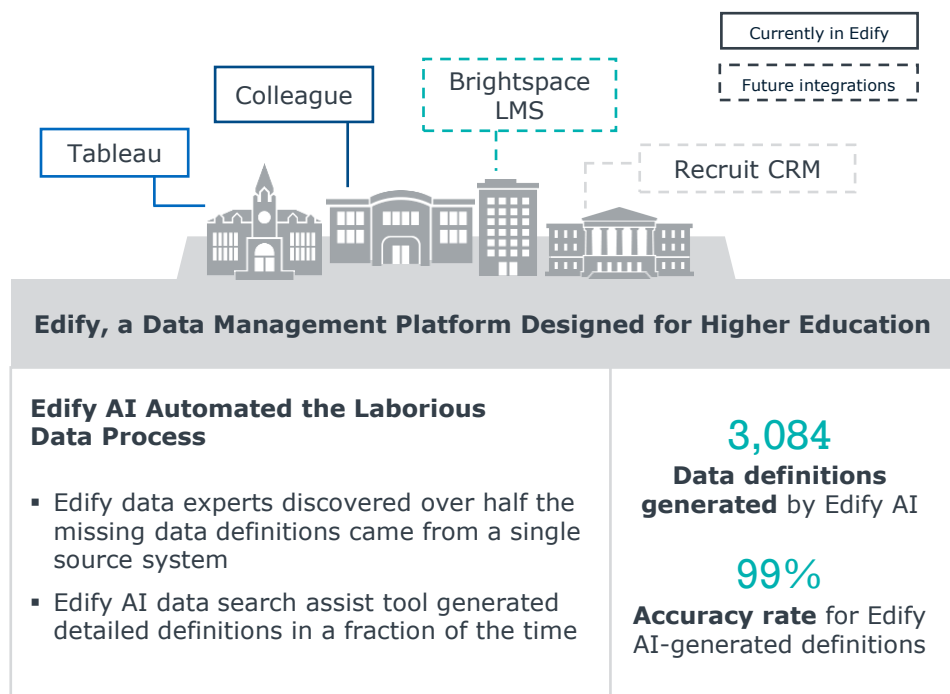 Currently in Edify
Future integrations
Brightspace
LMS
Colleague
Tableau
Recruit CRM
Edify, a Data Management Platform Designed for Higher Education
Edify AI Automated the Laborious
Data Process
▪ Edify data experts discovered over half the
missing data definitions came from a single
source system
▪ Edify AI data search assist tool generated
detailed definitions in a fraction of the time
3,084
Data definitions
generated by Edify AI
99%
Accuracy rate for Edify
AI-generated definitions